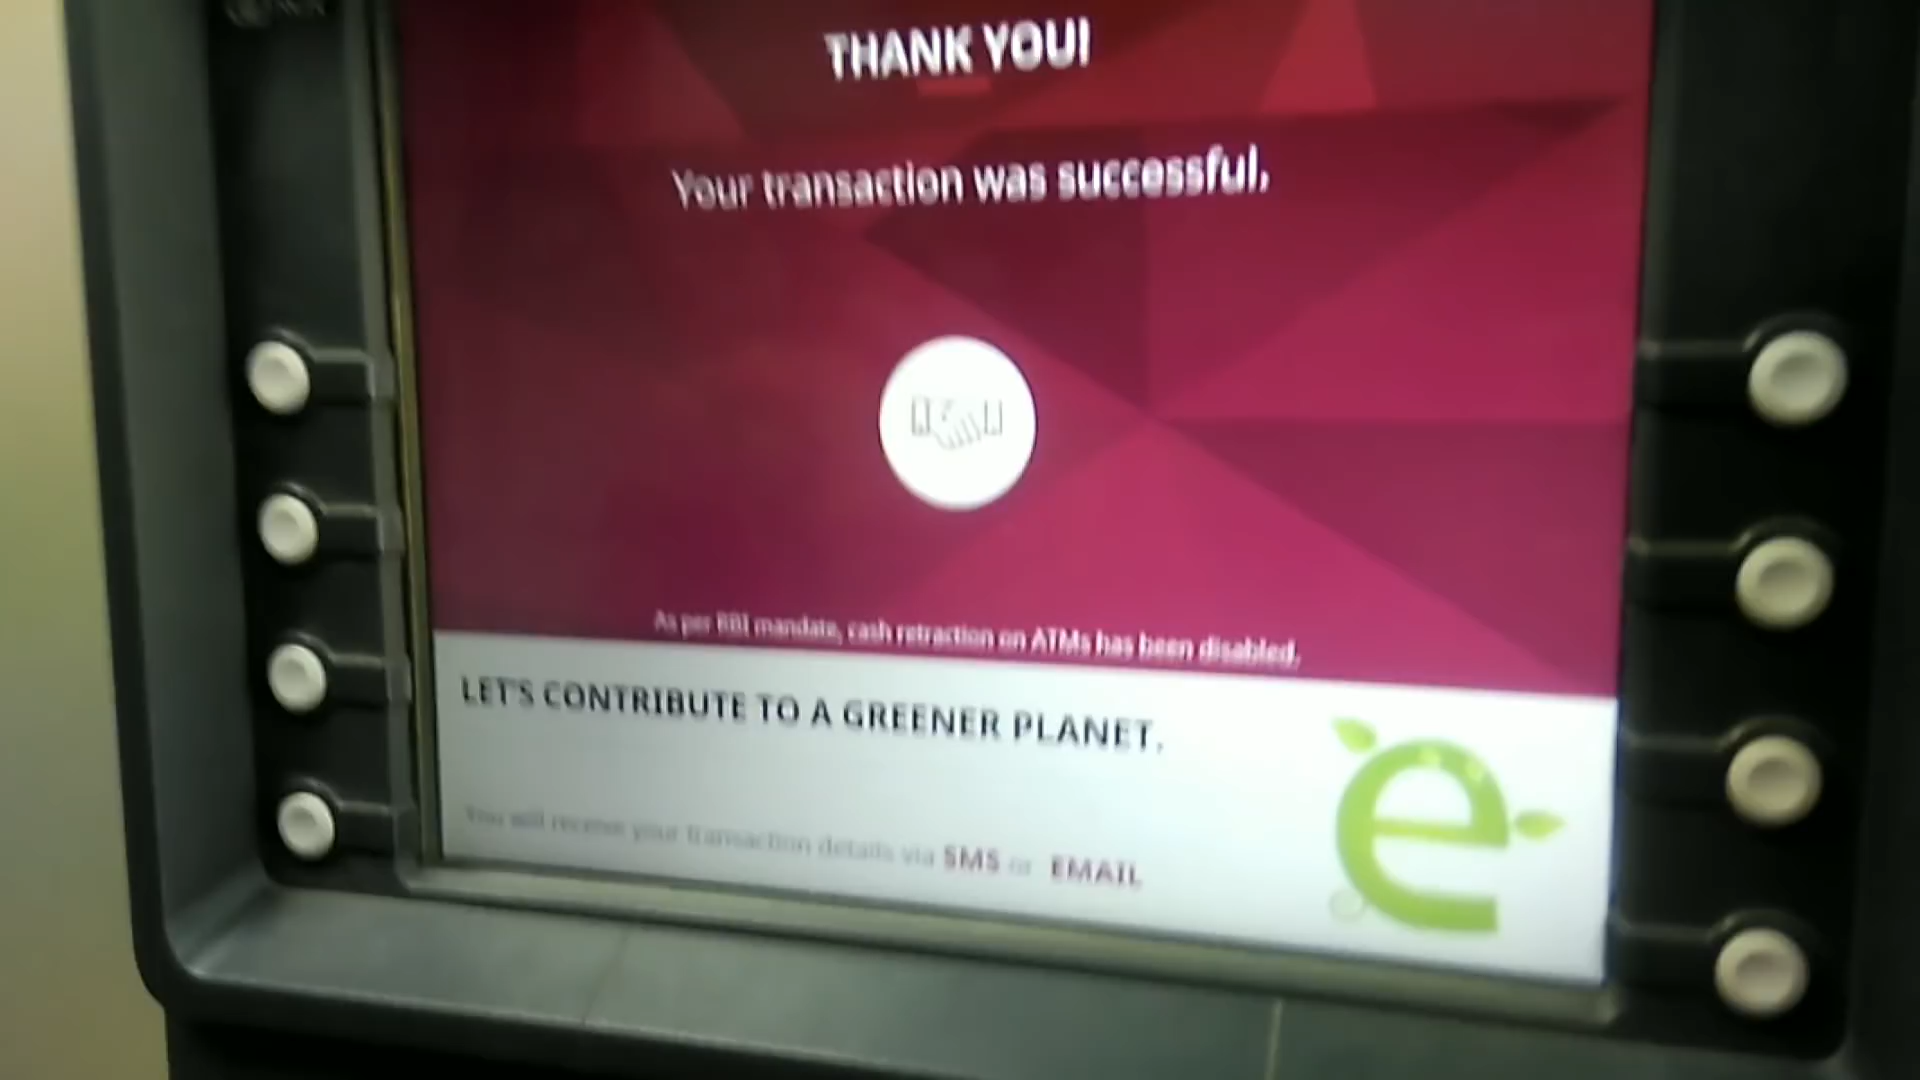 THANK YOU!
Your transaction was successful.
As per RBI mandate, cash retraction on ATMs has been disabled.
LET'S CONTRIBUTE TO A GREENER PLANET.
You will receive your transaction details via SMS or EMAIL
e